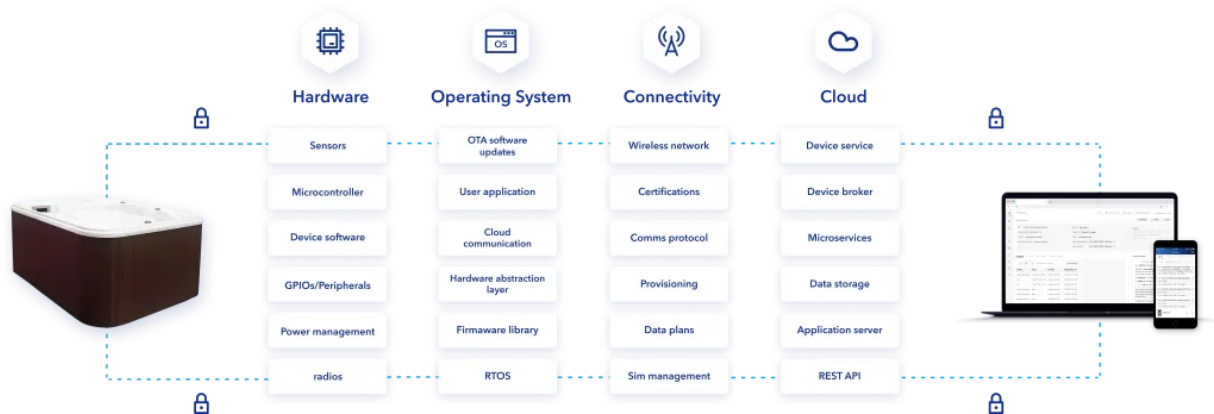 OS
Hardware
Operating System
Connectivity
Cloud
Sensors
OTA software
updates
Wireless network
Device service
Microcontroller
User application
Certifications
Device broker
Device software
Cloud
communication
Comms protocol
Microservices
GPIOs/Peripherals
Hardware abstraction
layer
Provisioning
Data storage
Power management
Firmaware library
Data plans
Application server
radios
RTOS
Sim management
REST API